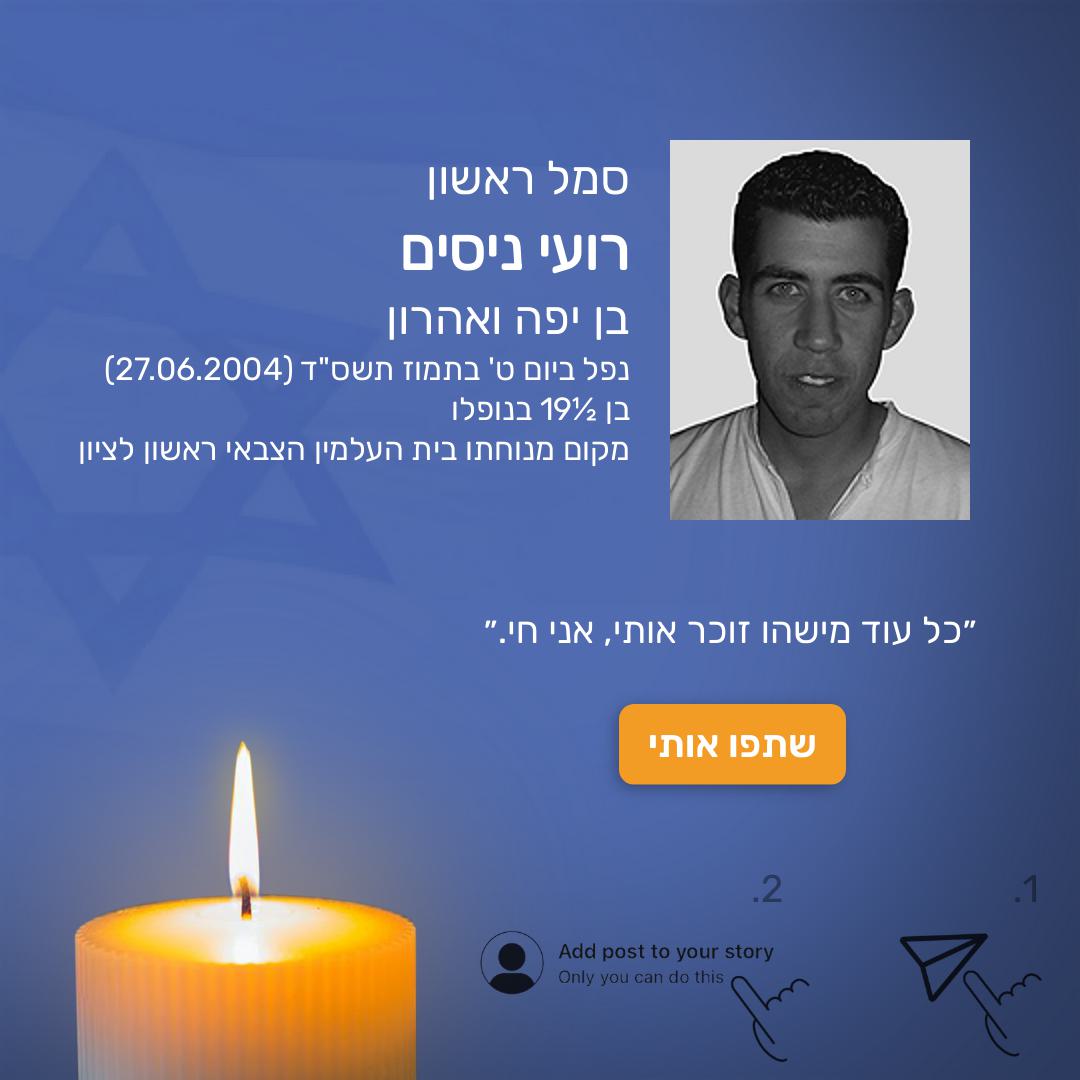 סמל ראשון
רועי ניסים
בן יפה ואהרון
נפל ביום ט' בתמוז תשס"ד (27.06.2004)
בן 19½ בנופלו
מקום מנוחתו בית העלמין הצבאי ראשון לציון
״כל עוד מישהו זוכר אותי, אני חי.״
שתפו אותי
1.
2.
Add post to your story
Only you can do this